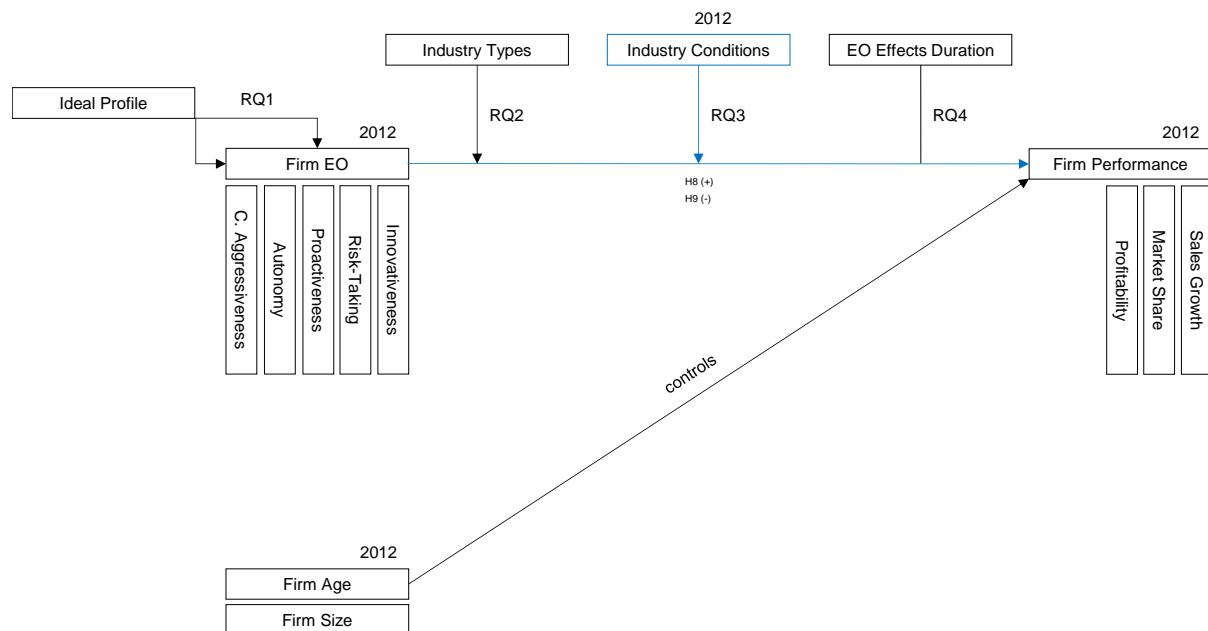 2012
Industry Types
Industry Conditions
EO Effects Duration
Ideal Profile
RQ1
RQ2
RQ3
RQ4
2012
2012
Firm EO
Firm Performance
H8 (+)
H9 (-)
C. Aggressiveness
Autonomy
Proactiveness
Risk-Taking
Innovativeness
Profitability
Market Share
Sales Growth
controls
2012
Firm Age
Firm Size